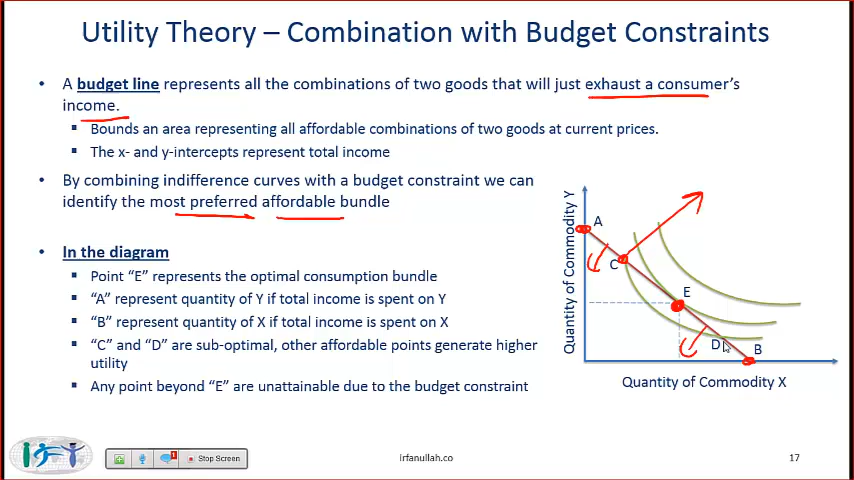 Utility Theory – Combination with Budget Constraints
• A budget line represents all the combinations of two goods that will just exhaust a consumer's
income.
▪ Bounds an area representing all affordable combinations of two goods at current prices.
▪ The x- and y-intercepts represent total income
• By combining indifference curves with a budget constraint we can
identify the most preferred affordable bundle
• In the diagram
▪ Point "E" represents the optimal consumption bundle
▪ "A" represent quantity of Y if total income is spent on Y
▪ "B" represent quantity of X if total income is spent on X
▪ "C" and "D" are sub-optimal, other affordable points generate higher
utility
▪ Any point beyond "E" are unattainable due to the budget constraint
Quantity of Commodity Y
A
C
E
D
B
Quantity of Commodity X
1
Stop Screen
irfanullah.co
17